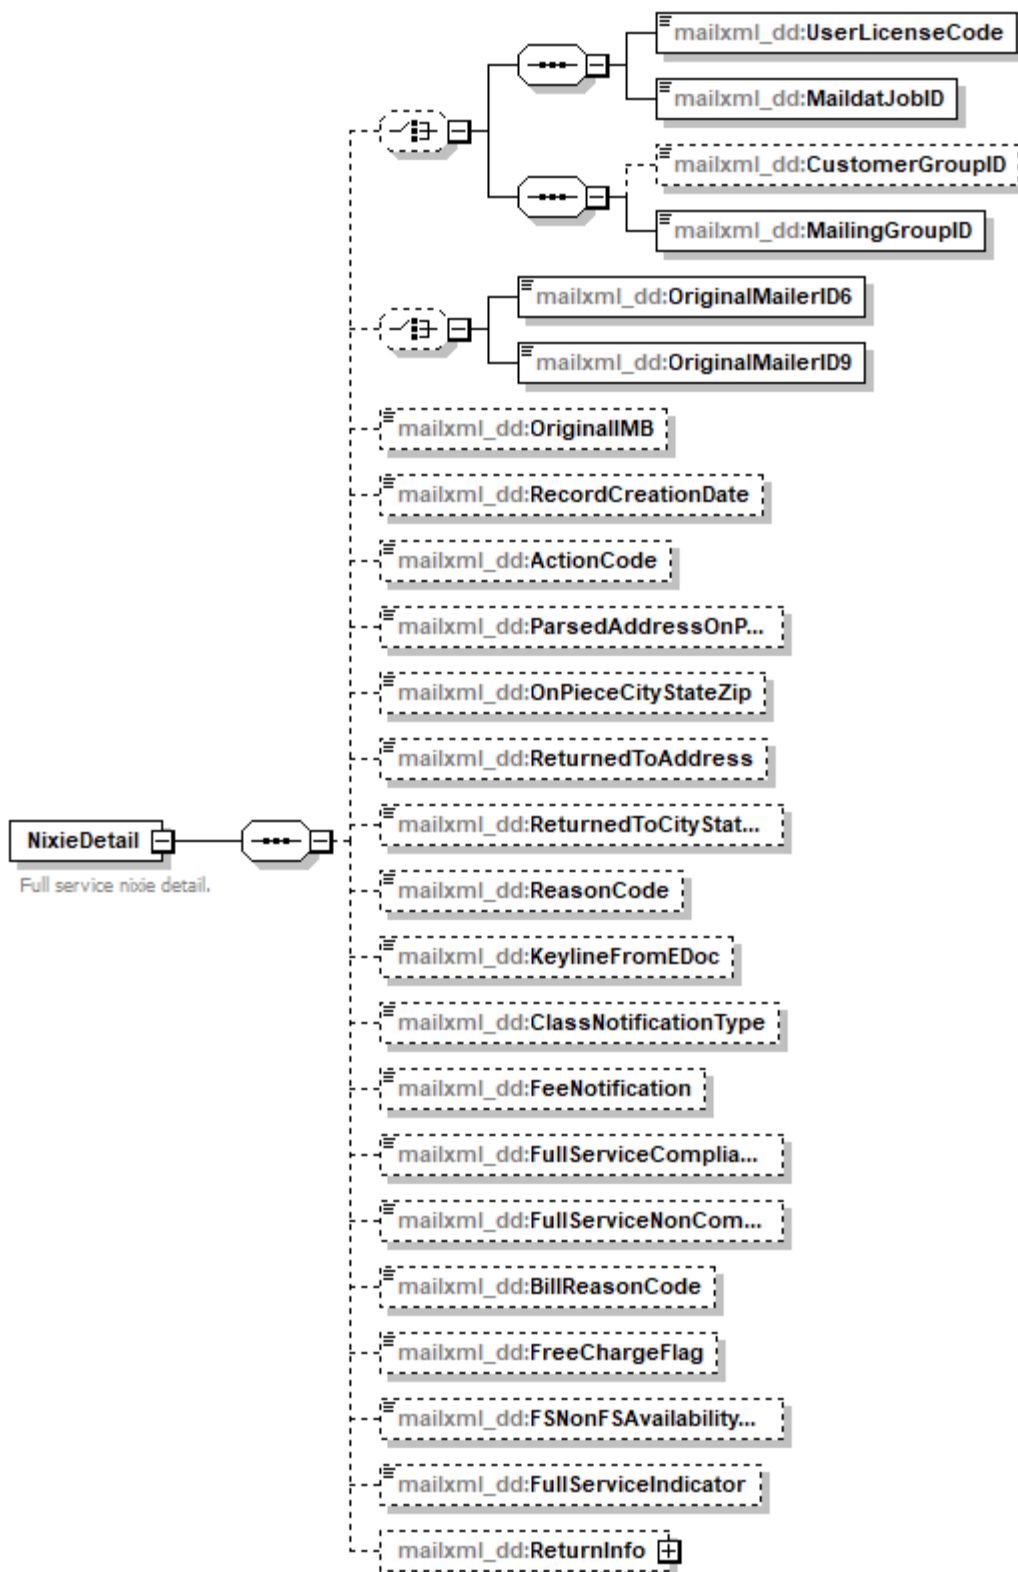 mailxml_dd:UserLicenseCode
mailxml_dd:MaildatJobID
mailxml_dd:CustomerGroupID
mailxml_dd:MailingGroupID
mailxml_dd:OriginalMailerID6
mailxml_dd:OriginalMailerID9
mailxml_dd:OriginalIMB
mailxml_dd:RecordCreationDate
mailxml_dd:ActionCode
mailxml_dd:ParsedAddressOnP...
mailxml_dd:OnPieceCityStateZip
mailxml_dd:ReturnedToAddress
mailxml_dd:ReturnedToCityStat...
NixieDetail
Full service nixie detail.
mailxml_dd:ReasonCode
mailxml_dd:KeylineFromEDoc
mailxml_dd:ClassNotificationType
mailxml_dd:FeeNotification
mailxml_dd:FullServiceComplia...
mailxml_dd:FullServiceNonCom...
mailxml_dd:BillReasonCode
mailxml_dd:FreeChargeFlag
mailxml_dd:FSNonFSAvailability...
mailxml_dd:FullServiceIndicator
mailxml_dd:ReturnInfo